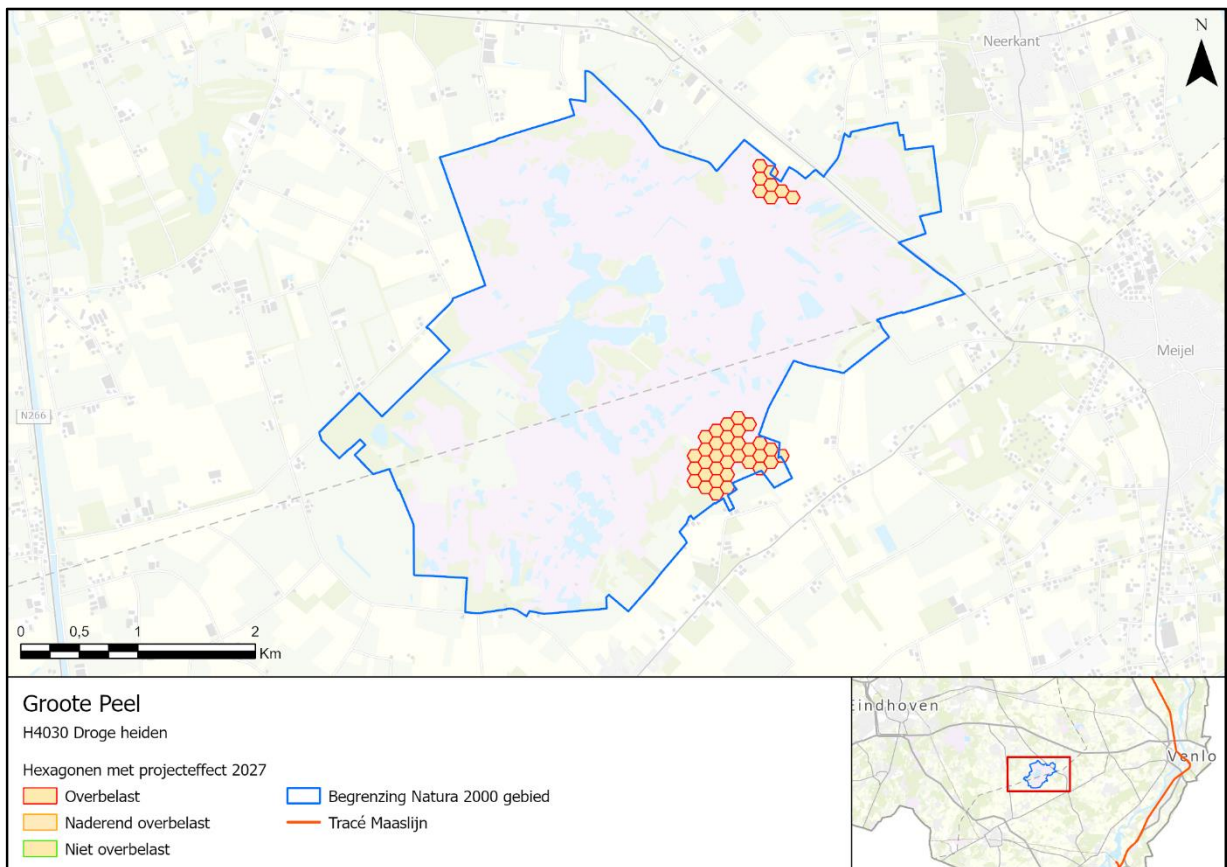 Neerkant
N
N266
Meijel
0 0,5 1 2
Km
Groote Peel
H4030 Droge heiden
Hexagonen met projecteffect 2027
Overbelast
Naderend overbelast
Niet overbelast
Begrenzing Natura 2000 gebied
Tracé Maaslijn
Eindhoven
Venlo